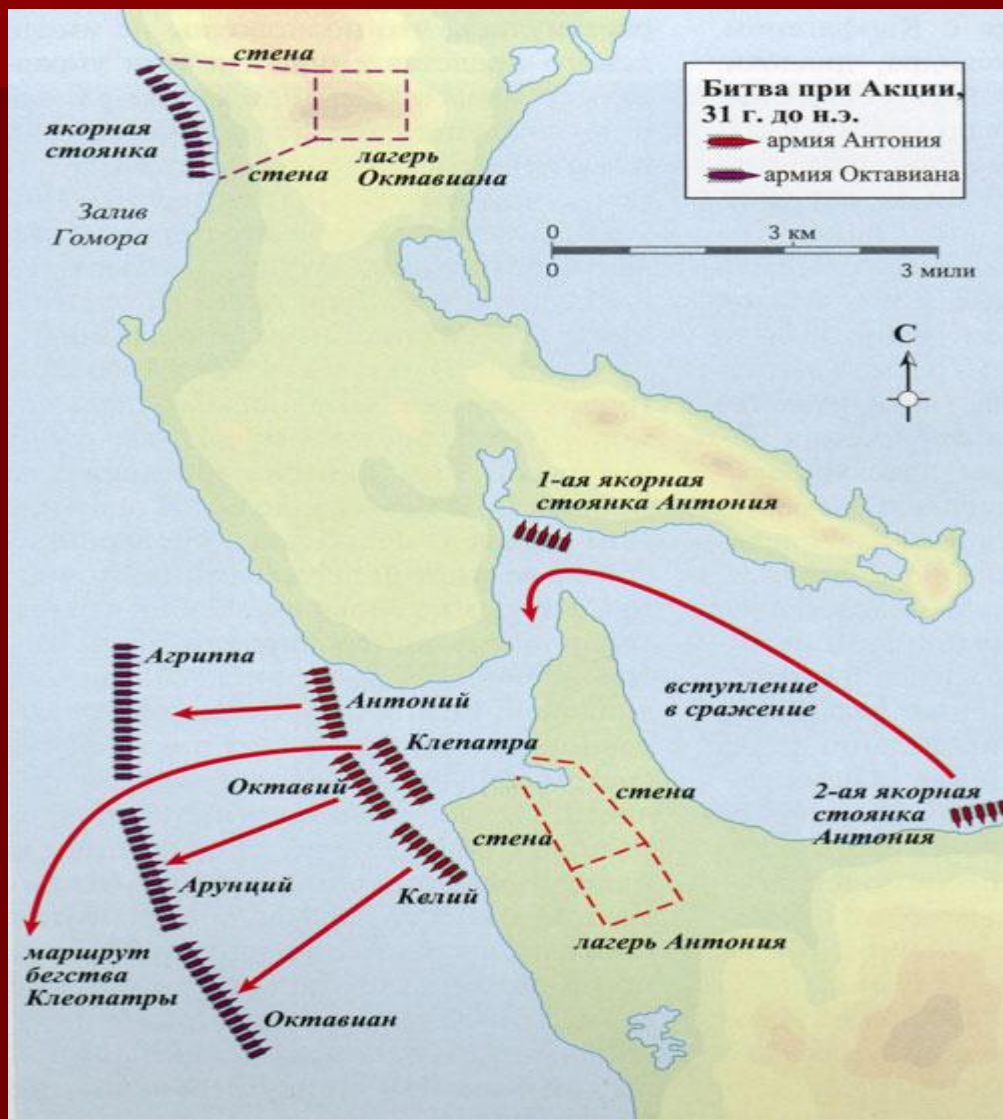 стена
якорная
стоянка
стена
лагерь
Октавиана
Залив
Гомора
Битва при Акции,
31 г. до н.э.
армия Антония
армия Октавиана
0 3 км
0 3 мили
С
1-ая якорная
стоянка Антония
вступление
в сражение
Агриппа
Антоний
Клепатра
Октавий
стена
стена
2-ая якорная
стоянка
Антония
Арунций
Квлий
лагерь Антония
маршрут
бегства
Клеопатры
Октавиан